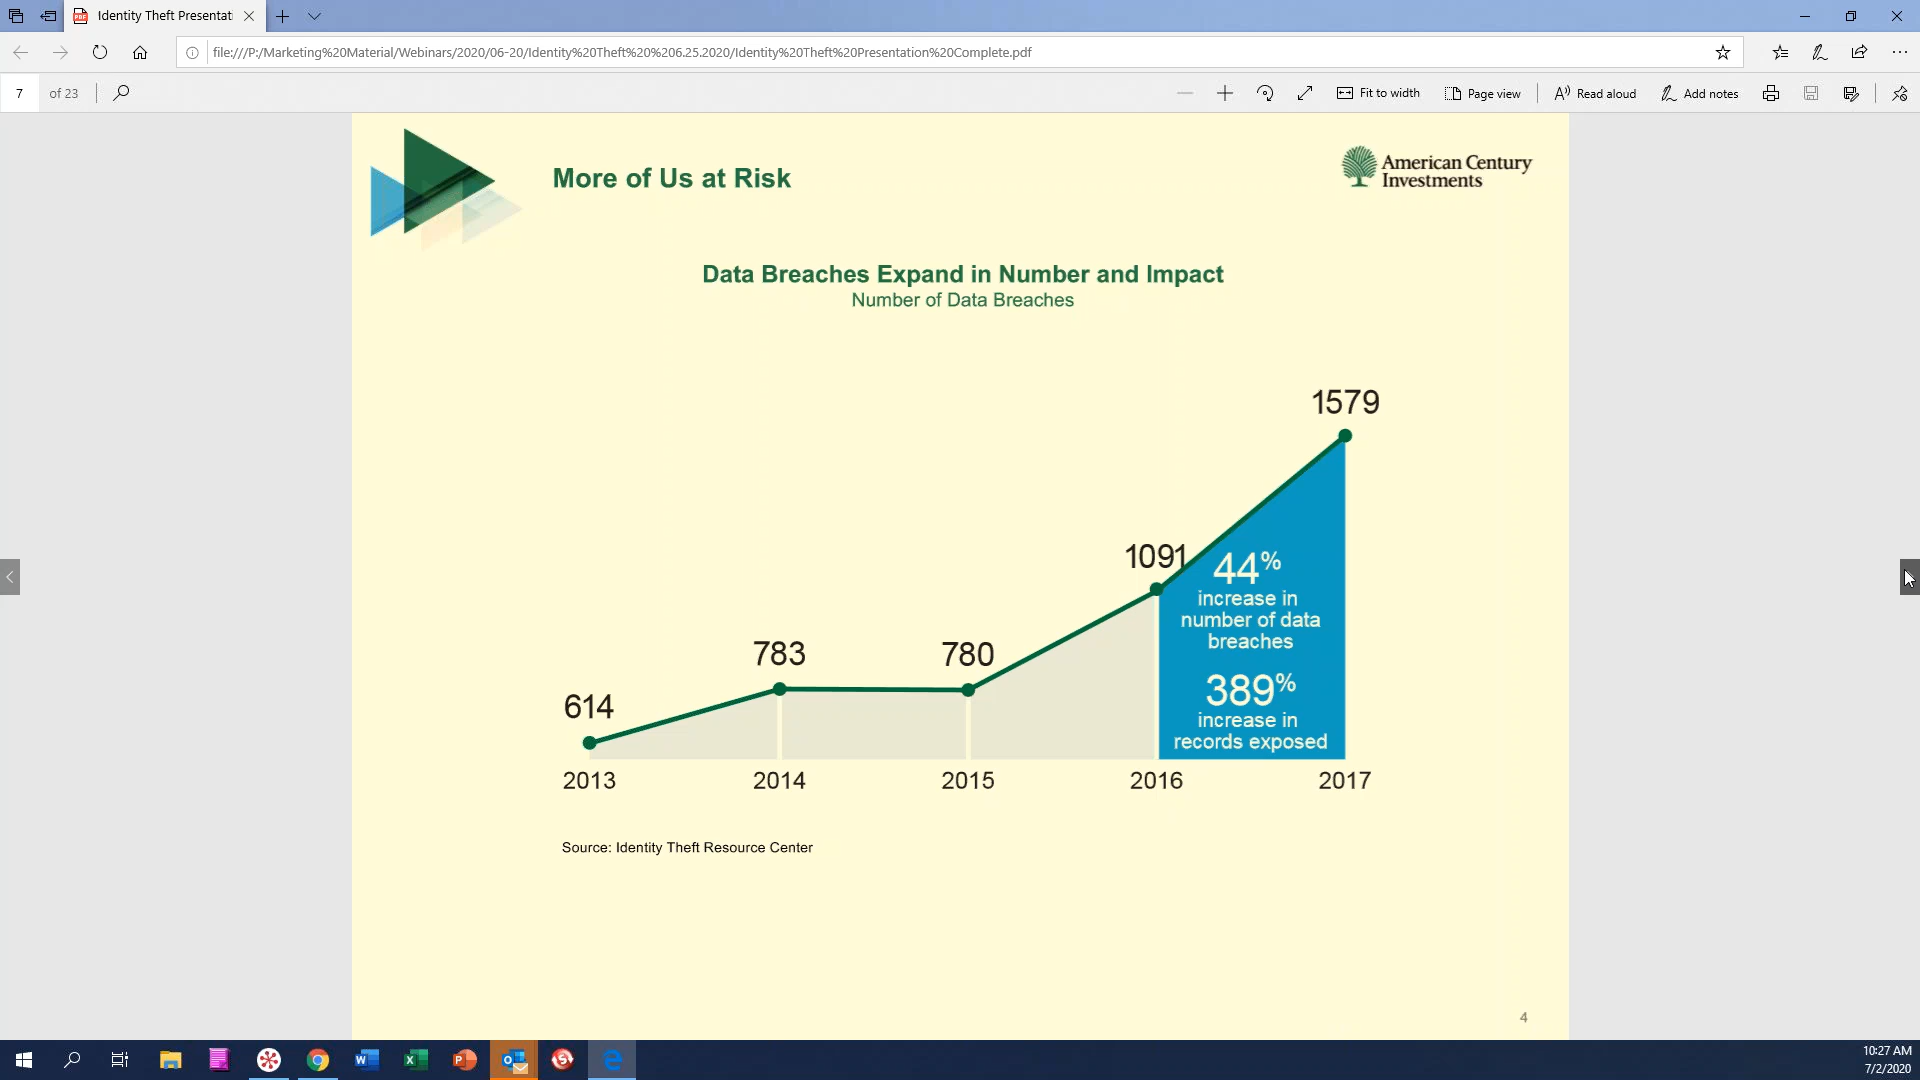 Identity Theft Presentati
file:///P:/Marketing%20Material/Webinars/2020/06-20/Identity%20Theft%20%206.25.2020/Identity%20Theft%20Presentation%20Complete.pdf
7 of 23
Fit to width
Page view
Read aloud
Add notes
More of Us at Risk
American Century
Investments
Data Breaches Expand in Number and Impact
Number of Data Breaches
1579
1091
44%
increase in
number of data
breaches
783
780
614
389%
increase in
records exposed
2013
2014
2015
2016
2017
Source: Identity Theft Resource Center
4
10:27 AM
7/2/2020